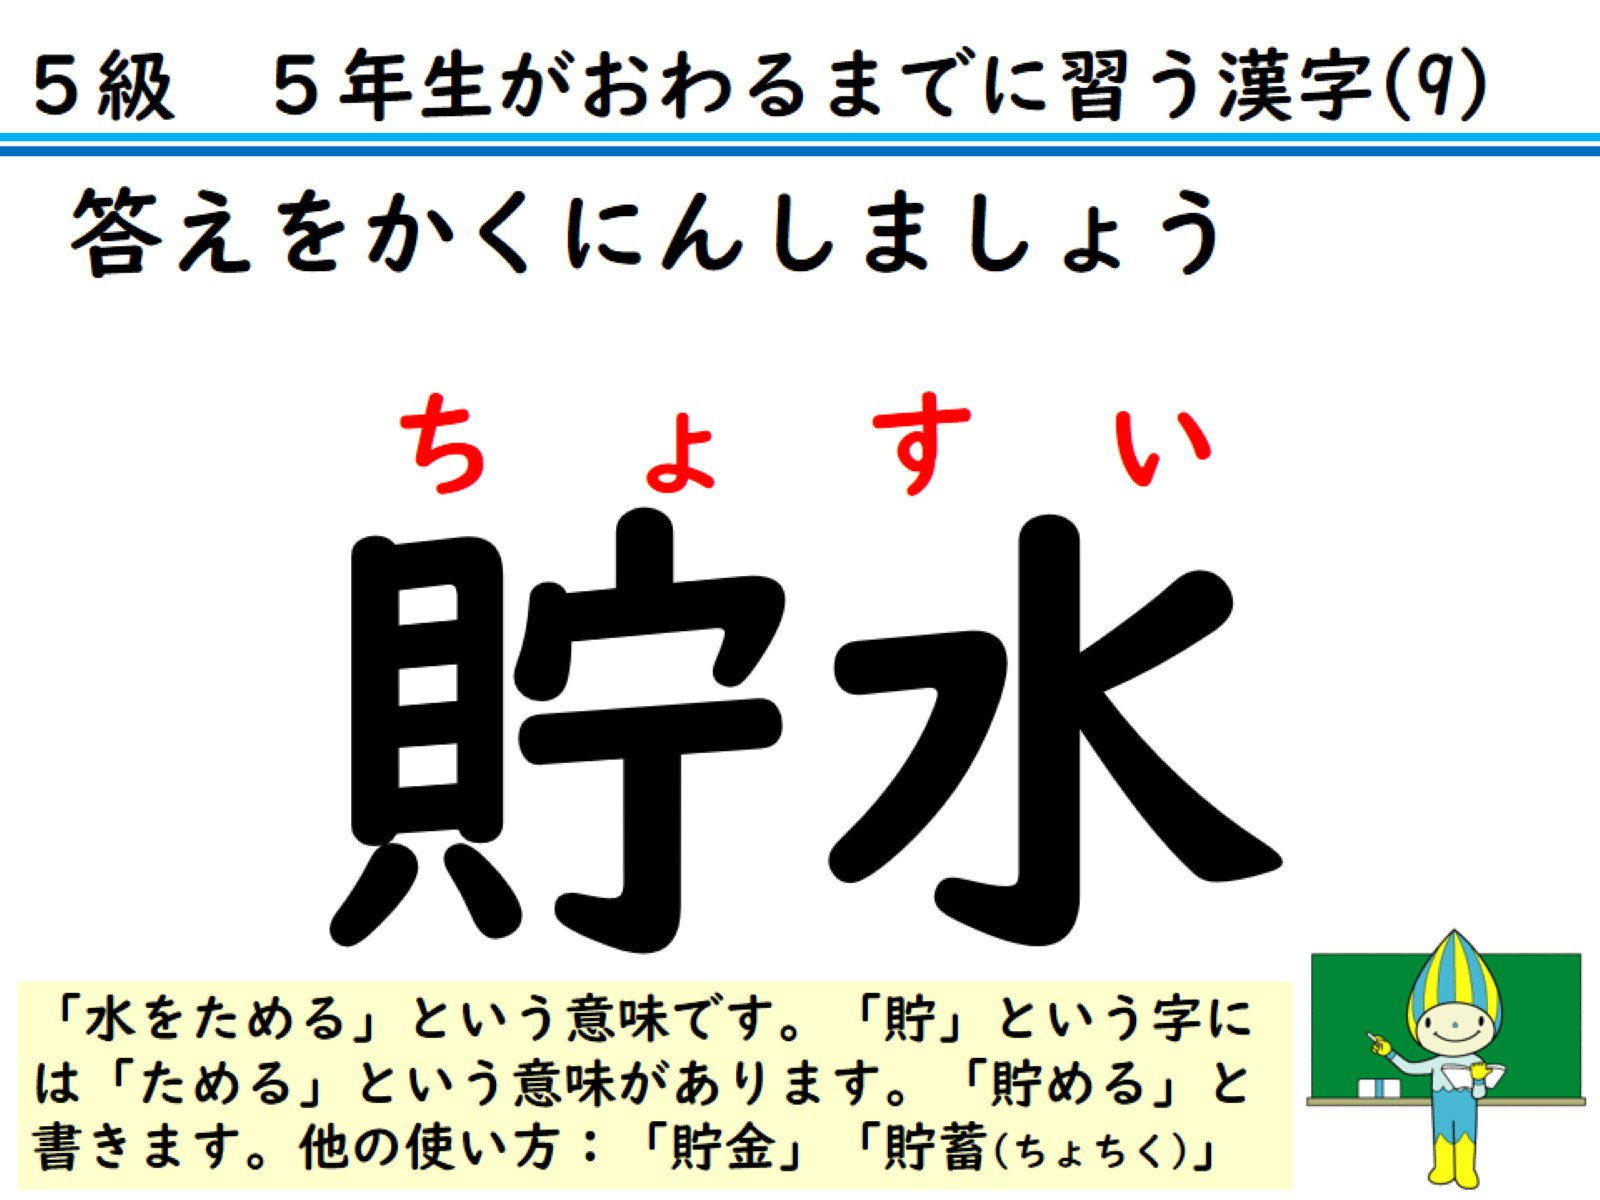 ５級　５年生がおわるまでに習う漢字(9)
答えをかくにんしましょう
ちょすい
貯水
「水をためる」という意味です。「貯」という字に
は「ためる」という意味があります。「貯める」と
書きます。他の使い方：「貯金」「貯蓄(ちょちく)」